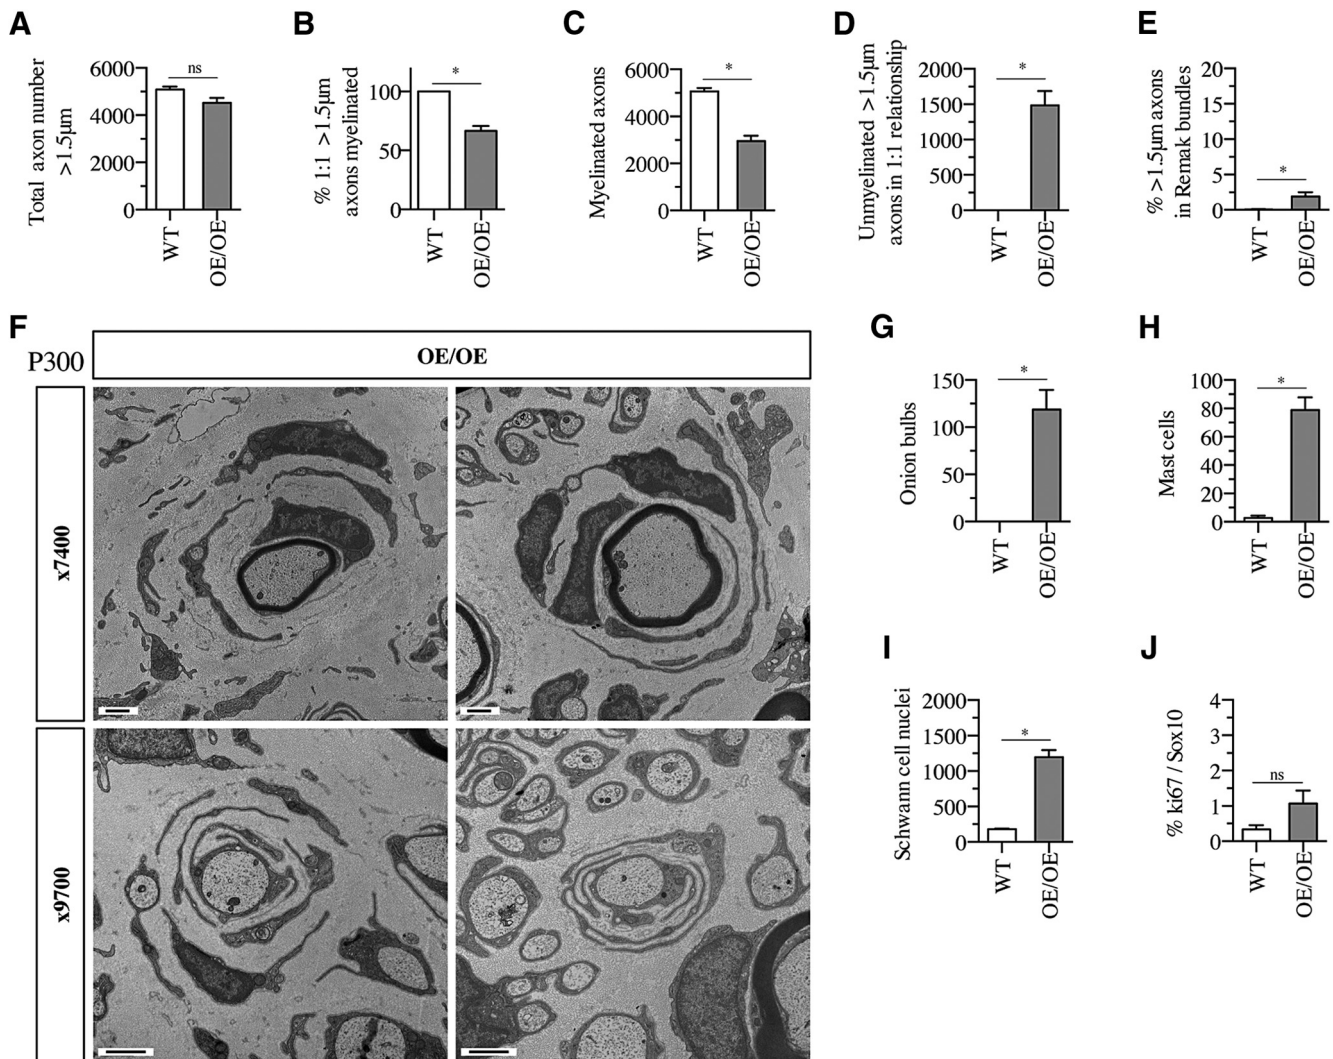 A
Total axon number
>1.5μm
6000
4000
2000
0
ns
WT
OE/OE
B
% 1:1 >1.5μm
axons myelinated
100
50
0
*
WT
OE/OE
C
Myelinated axons
6000
4000
2000
0
*
WT
OE/OE
D
Unmyelinated >1.5μm
axons in 1:1 relationship
2000
1500
1000
500
0
*
WT
OE/OE
E
% >1.5μm axons
in Remak bundles
20
15
10
5
0
*
WT
OE/OE
F
P300
OE/OE
x7400
x9700
G
Onion bulbs
150
100
50
0
*
WT
OE/OE
H
Mast cells
100
80
60
40
20
0
*
WT
OE/OE
I
Schwann cell nuclei
2000
1500
1000
500
0
*
WT
OE/OE
J
% ki67 / Sox10
4
3
2
1
0
ns
WT
OE/OE